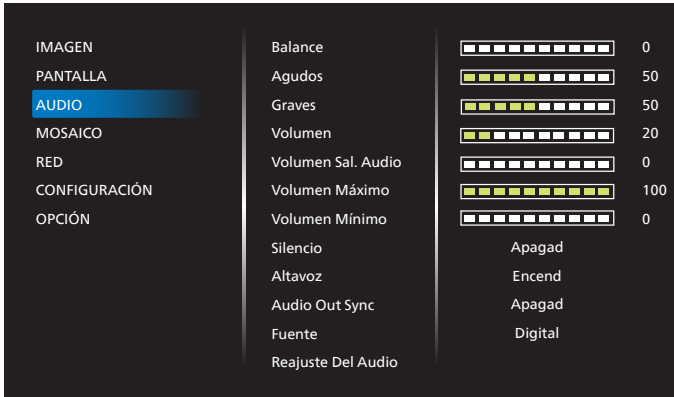 IMAGEN
PANTALLA
AUDIO
MOSAICO
RED
CONFIGURACIÓN
OPCIÓN
Balance 0
Agudos 50
Graves 50
Volumen 20
Volumen Sal. Audio 0
Volumen Máximo 100
Volumen Mínimo 0
Silencio Apagad
Altavoz Encend
Audio Out Sync Apagad
Fuente Digital
Reajuste Del Audio